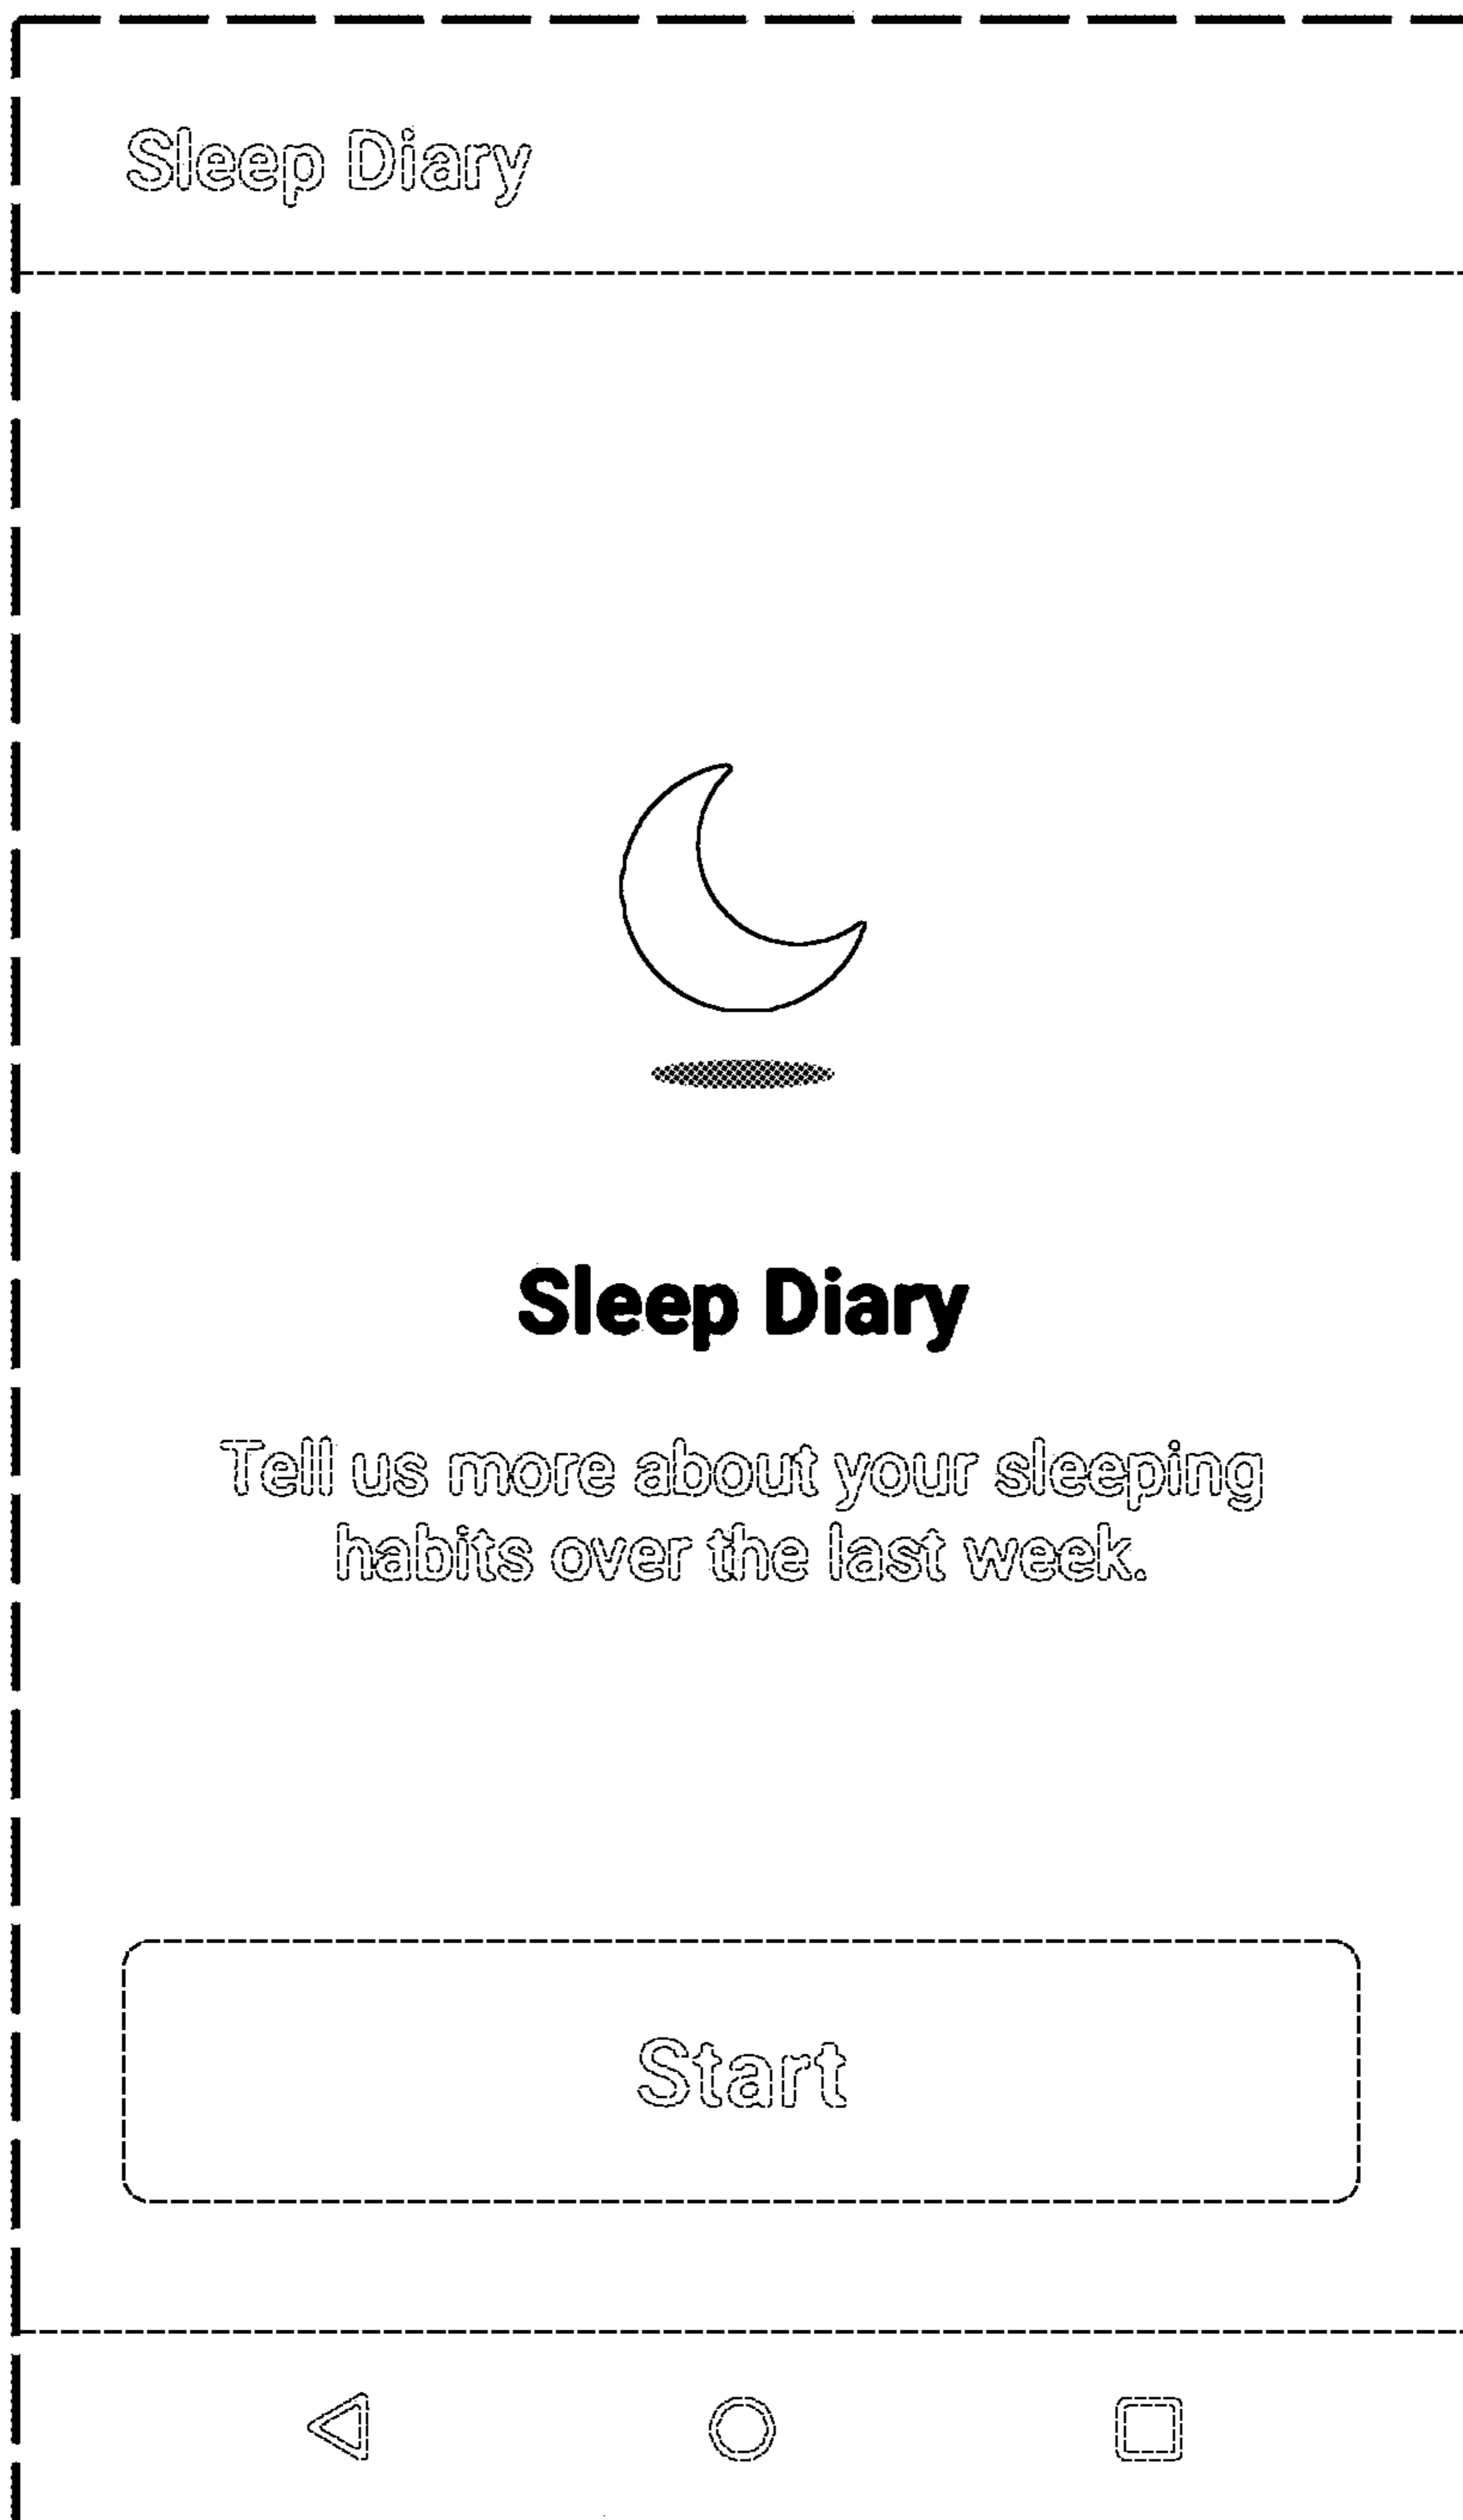 Sleep Diary
Sleep Diary
Tell us more about your sleeping
habits over the last week.
Start